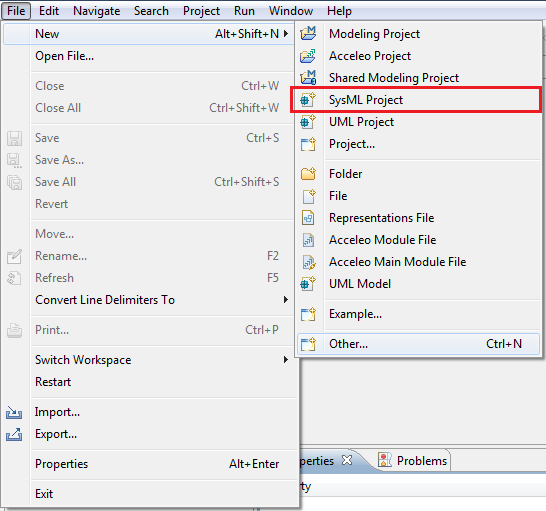 File Edit Navigate Search Project Run Window Help
New Alt+Shift+N
Open File...
Close Ctrl+W
Close All Ctrl+Shift+W
Save Ctrl+S
Save As...
Save All Ctrl+Shift+S
Revert
Move...
Rename... F2
Refresh F5
Convert Line Delimiters To
Print... Ctrl+P
Switch Workspace
Restart
Import...
Export...
Properties Alt+Enter
Exit
Modeling Project
Acceleo Project
Shared Modeling Project
SysML Project
UML Project
Project...
Folder
File
Representations File
Acceleo Module File
Acceleo Main Module File
UML Model
Example...
Other... Ctrl+N
perties Problems
ty